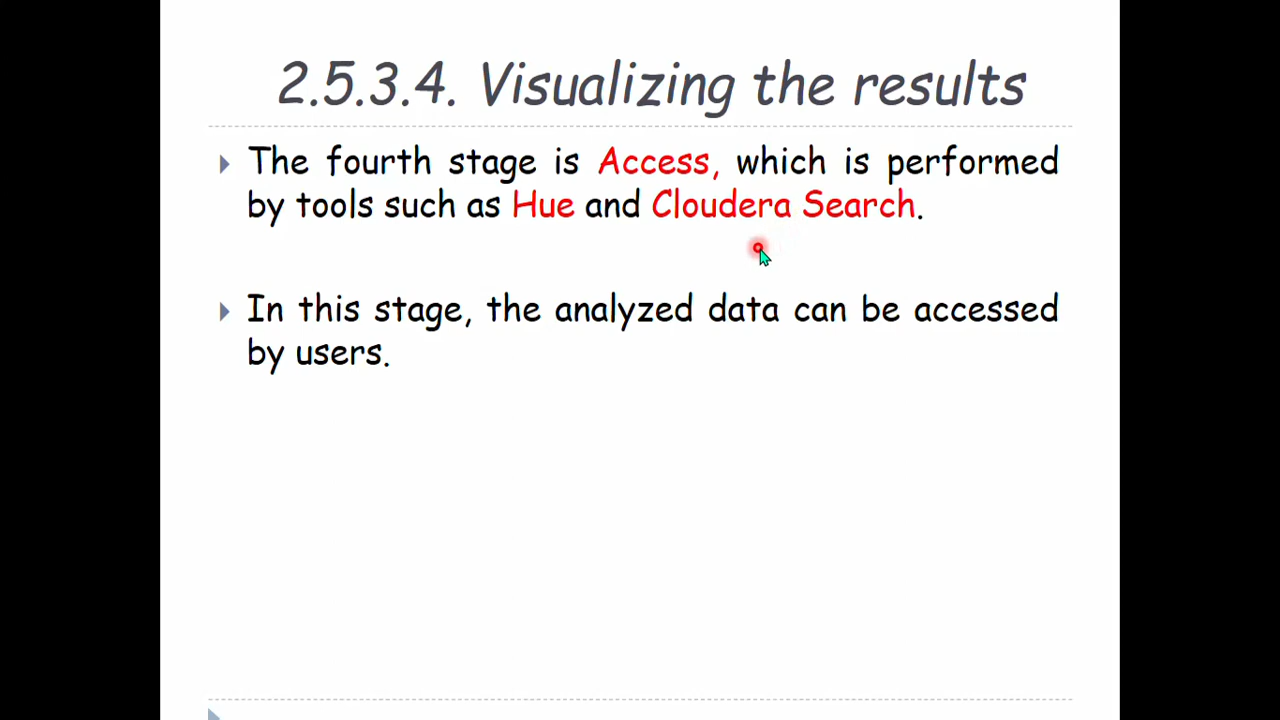 2.5.3.4. Visualizing the results
The fourth stage is Access, which is performed
by tools such as Hue and Cloudera Search.
In this stage, the analyzed data can be accessed
by users.